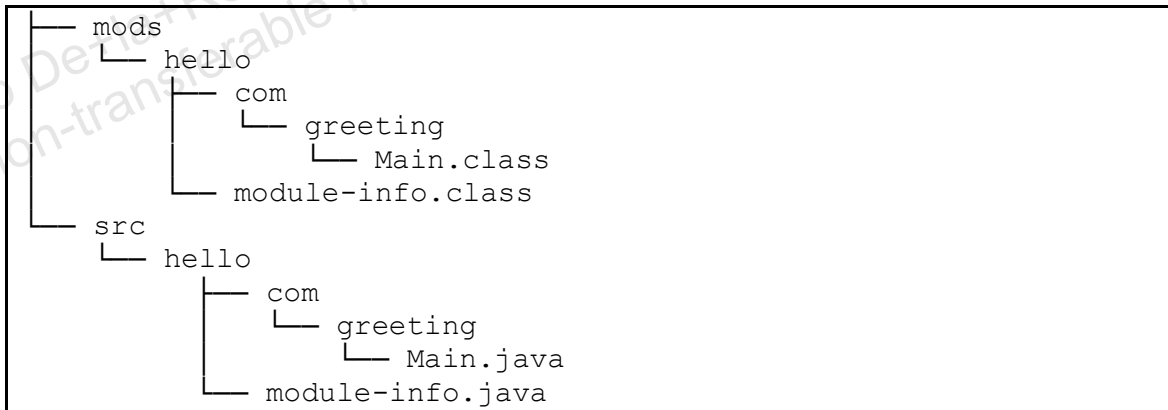 ├── mods
│   └── hello
│       ├── com
│       │   └── greeting
│       │       └── Main.class
│       └── module-info.class
└── src
    └── hello
        ├── com
        │   └── greeting
        │       └── Main.java
        └── module-info.java